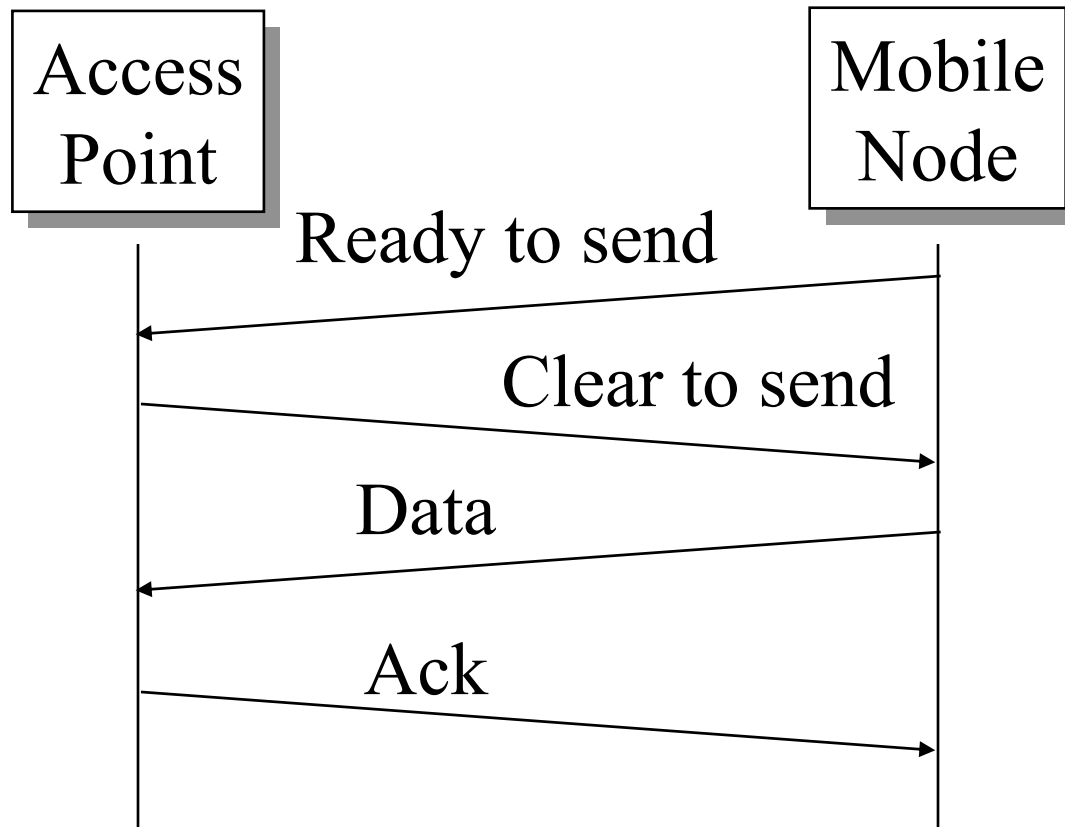 Access
Point
Mobile
Node
Ready to send
Clear to send
Data
Ack